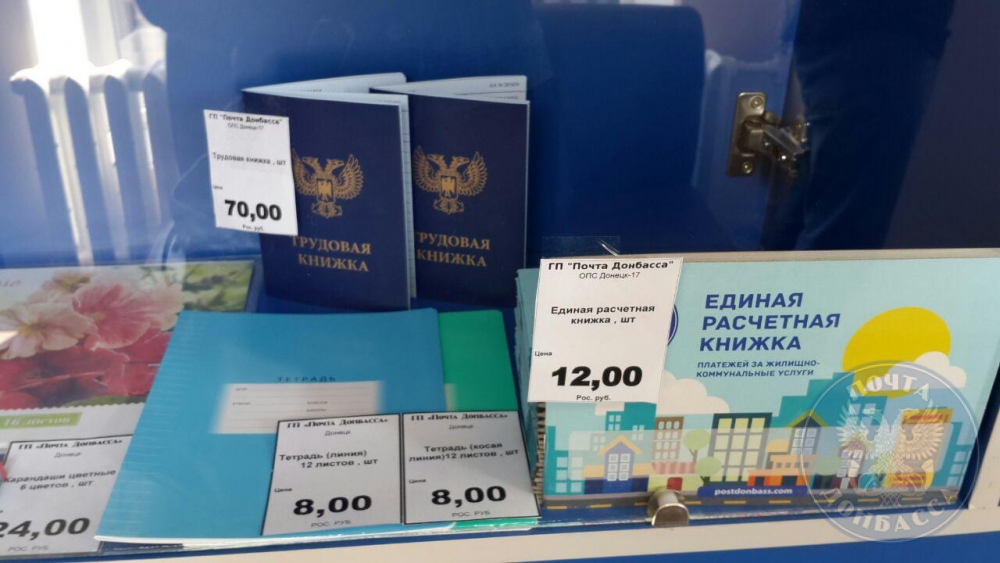 ГП "Почта Донбасса"
ОПС Донецк-17
Трудовая книжка , шт
Цена
70,00
Рос. руб.
ТРУДОВАЯ
КНИЖКА
ТРУДОВАЯ
КНИЖКА
ГП "Почта Донбасса"
ОПС Донецк-17
Единая расчетная
книжка , шт
Цена
12,00
Рос. руб.
ЕДИНАЯ
РАСЧЕТНАЯ
КНИЖКА
ПЛАТЕЖЕЙ ЗА ЖИЛИЩНО-
КОММУНАЛЬНЫЕ УСЛУГИ
postdonbass.com
ПОЧТА
ДОНБАССА
ТЕТРАДЬ
16 листов
ГП "Почта Донбасса"
Донецк
Карандаши цветные
6 цветов , шт
24,00
РОС. РУБ.
ГП "Почта Донбасса"
Донецк
Тетрадь (линия)
12 листов , шт
Цена
8,00
РОС. РУБ.
ГП "Почта Донбасса"
Донецк
Тетрадь (косая
линия)12 листов , шт
Цена
8,00
РОС. РУБ.